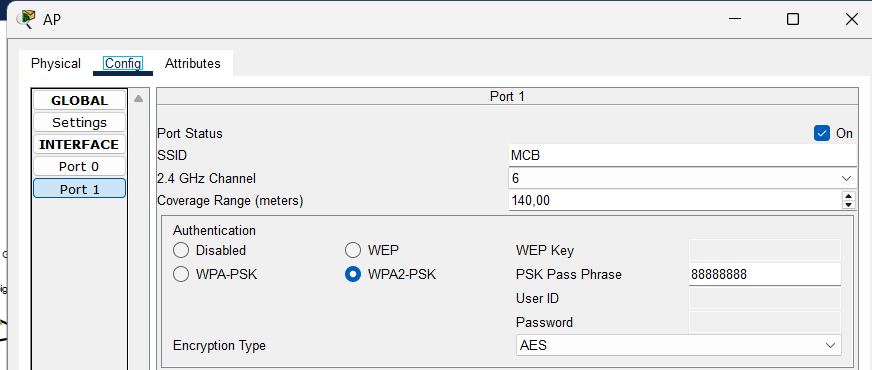 AP
Physical Config Attributes
GLOBAL
Settings
INTERFACE
Port 0
Port 1
Port 1
Port Status On
SSID MCB
2.4 GHz Channel 6
Coverage Range (meters) 140,00
Authentication
Disabled WEP WEP Key
WPA-PSK WPA2-PSK PSK Pass Phrase 88888888
User ID
Password
Encryption Type AES